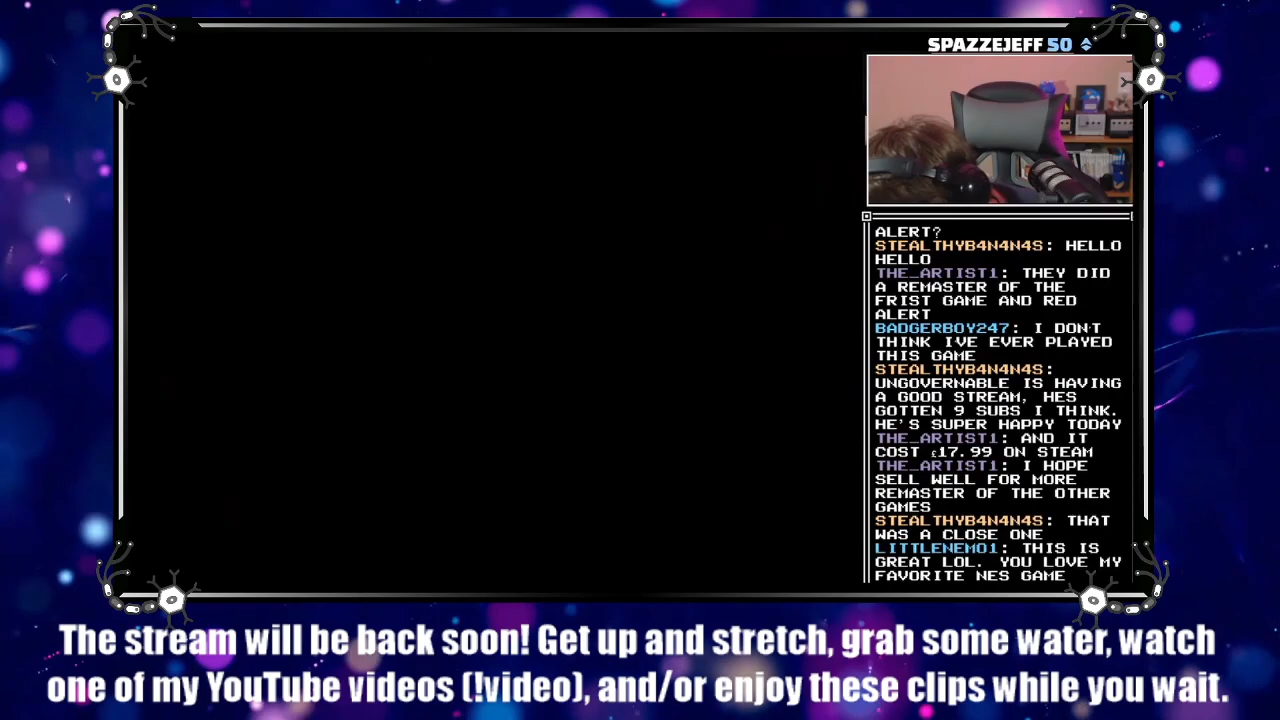 SPAZZEJEFF 50
ALERT?
STEALTHYB4N4N4S: HELLO
HELLO
THE_ARTIST1: THEY DID
A REMASTER OF THE
FRIST GAME AND RED
ALERT
BADGERBOY247: I DON'T
THINK IVE EVER PLAYED
THIS GAME
STEALTHYB4N4N4S:
UNGOVERNABLE IS HAVING
A GOOD STREAM, HES
GOTTEN 9 SUBS I THINK.
HE'S SUPER HAPPY TODAY
THE_ARTIST1: AND IT
COST £17.99 ON STEAM
THE_ARTIST1: I HOPE
SELL WELL FOR MORE
REMASTER OF THE OTHER
GAMES
STEALTHYB4N4N4S: THAT
WAS A CLOSE ONE
LITTLENEMO1: THIS IS
GREAT LOL. YOU LOVE MY
FAVORITE NES GAME
The stream will be back soon! Get up and stretch, grab some water, watch
one of my YouTube videos (!video), and/or enjoy these clips while you wait.